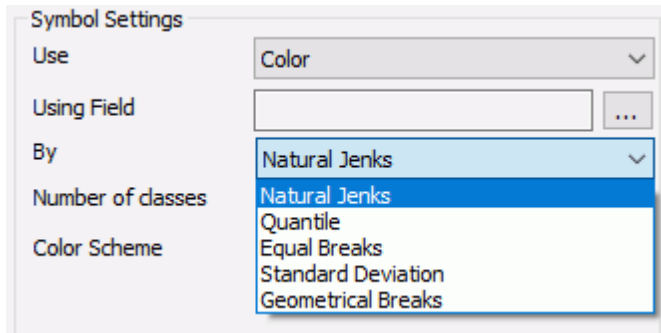 Symbol Settings
Use Color
Using Field ...
By Natural Jenks
Number of classes Natural Jenks
Quantile
Color Scheme Equal Breaks
Standard Deviation
Geometrical Breaks